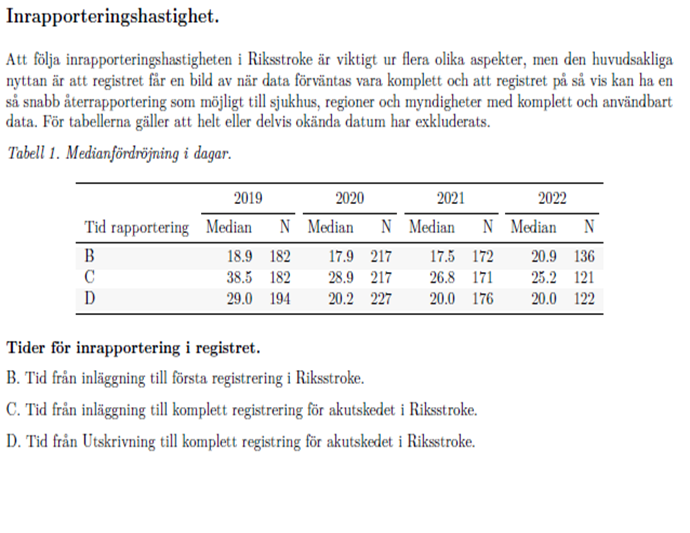 Inrapporteringshastighet.
Att följa inrapporteringshastigheten i Riksstroke är viktigt ur flera olika aspekter, men den huvudsakliga
nyttan är att registret får en bild av när data förväntas vara komplett och att registret på så vis kan ha en
så snabb återrapportering som möjligt till sjukhus, regioner och myndigheter med komplett och användbart
data. För tabellerna gäller att helt eller delvis okända datum har exkluderats.
Tabell 1. Medianfördröjning i dagar.
2019 2020 2021 2022
Tid rapportering Median N Median N Median N Median N
B 18.9 182 17.9 217 17.5 172 20.9 136
C 38.5 182 28.9 217 26.8 171 25.2 121
D 29.0 194 20.2 227 20.0 176 20.0 122
Tider för inrapportering i registret.
B. Tid från inläggning till första registrering i Riksstroke.
C. Tid från inläggning till komplett registrering för akutskedet i Riksstroke.
D. Tid från Utskrivning till komplett registring för akutskedet i Riksstroke.